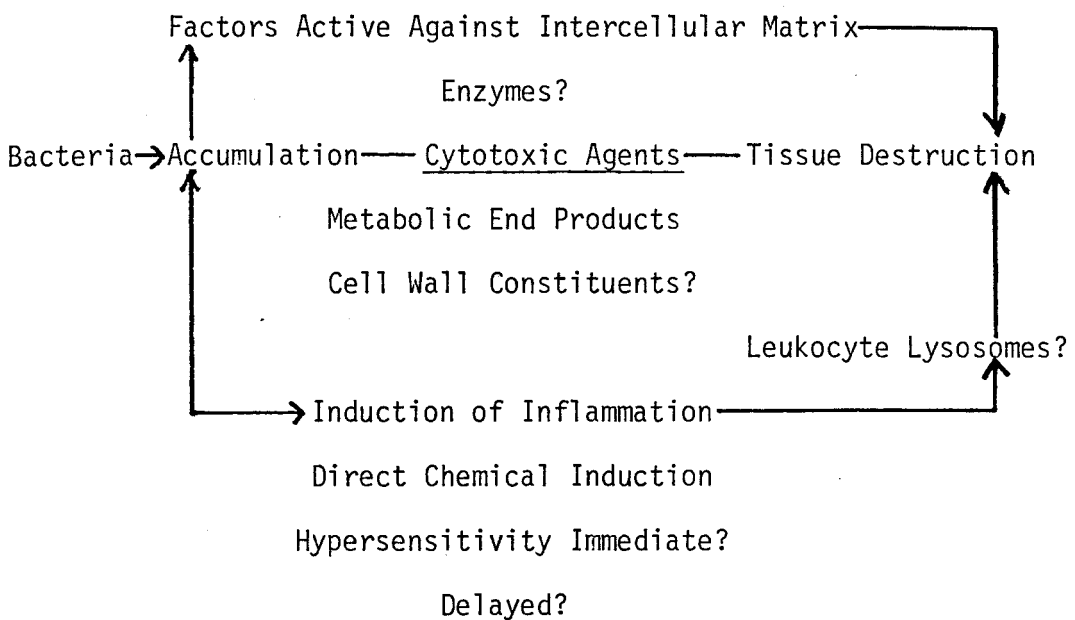 Factors Active Against Intercellular Matrix
Enzymes?
Bacteria Accumulation Cytotoxic Agents Tissue Destruction
Metabolic End Products
Cell Wall Constituents?
Leukocyte Lysosomes?
Induction of Inflammation
Direct Chemical Induction
Hypersensitivity Immediate?
Delayed?